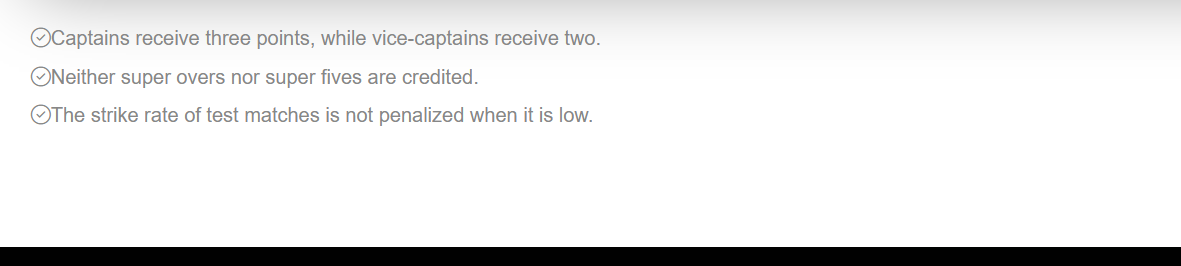 Captains receive three points, while vice-captains receive two.
Neither super overs nor super fives are credited.
The strike rate of test matches is not penalized when it is low.